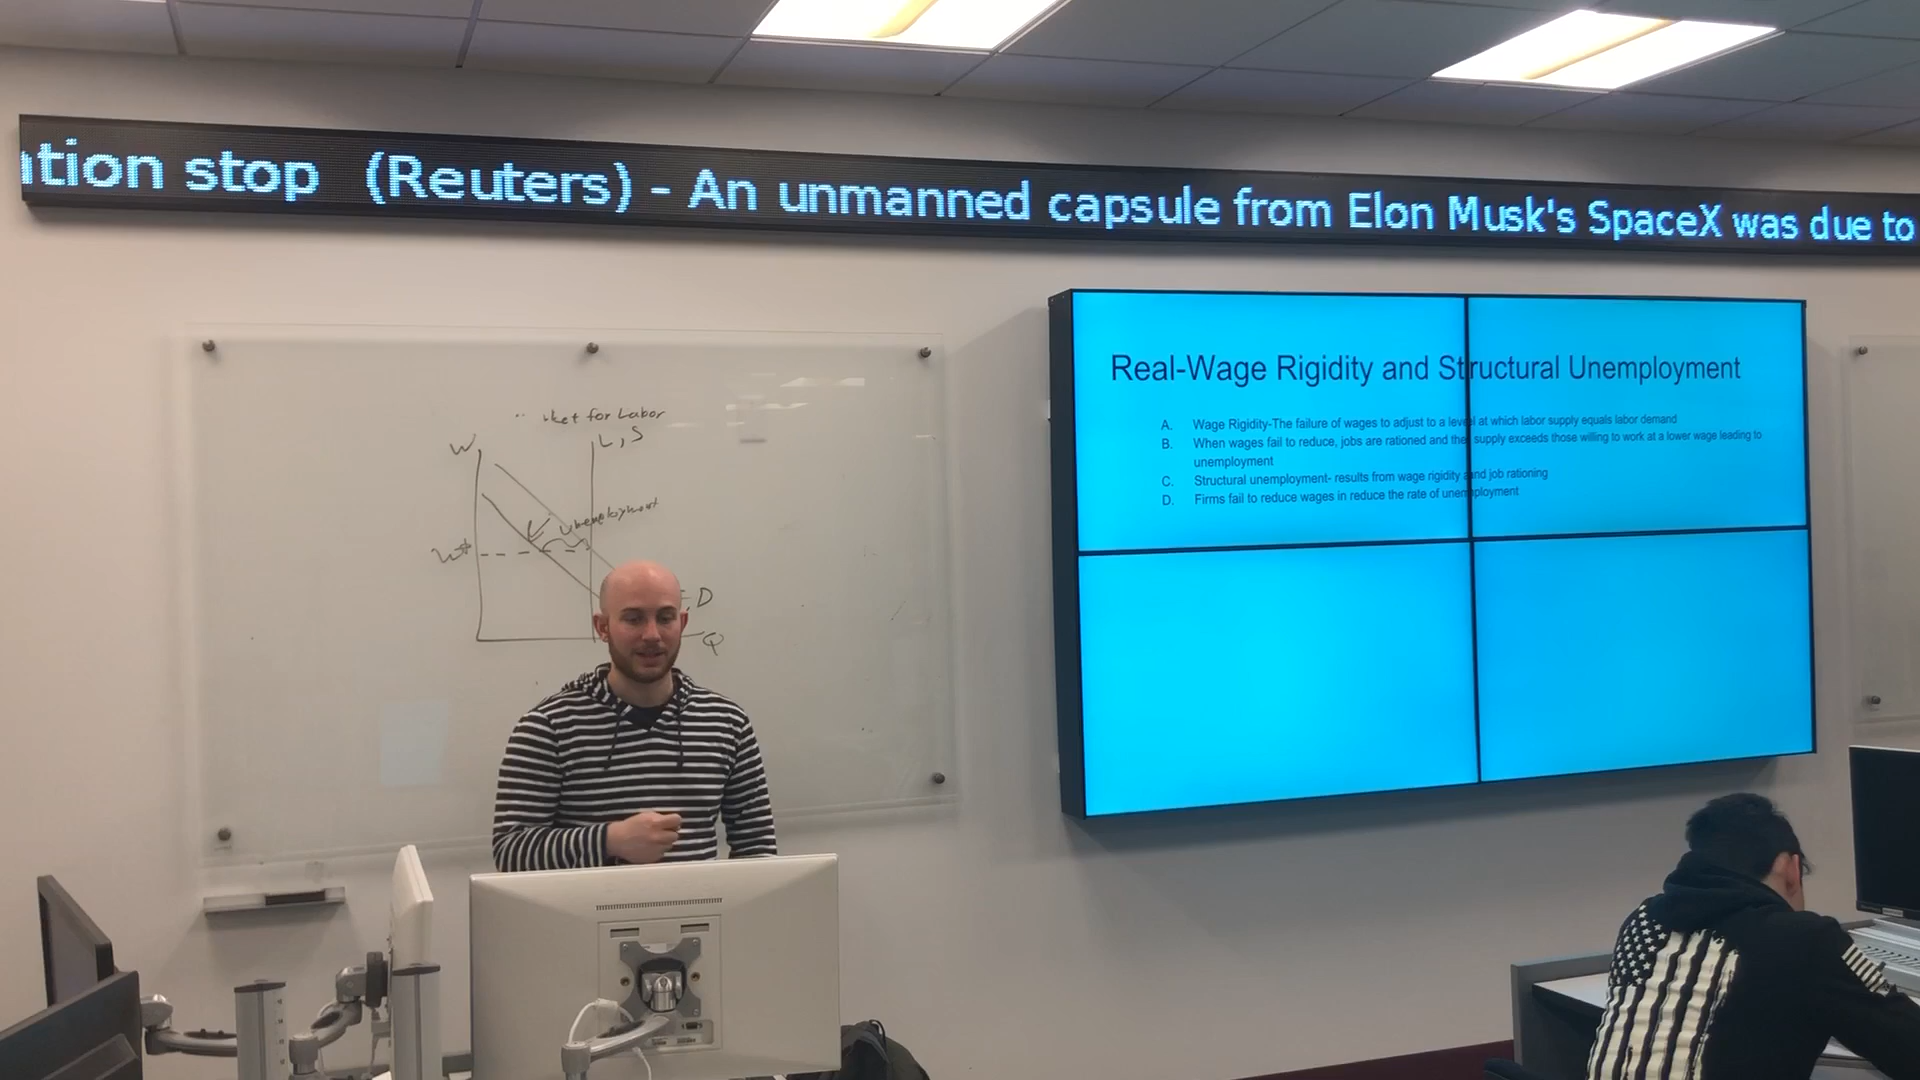 tion stop (Reuters) - An unmanned capsule from Elon Musk's SpaceX was due to
Real-Wage Rigidity and Structural Unemployment
A. Wage Rigidity-The failure of wages to adjust to a level at which labor supply equals labor demand
B. When wages fail to reduce, jobs are rationed and the supply exceeds those willing to work at a lower wage leading to
unemployment
C. Structural unemployment- results from wage rigidity and job rationing
D. Firms fail to reduce wages in reduce the rate of unemployment
ket for Labor
W
L, S
Unemployment
W*
D
Q